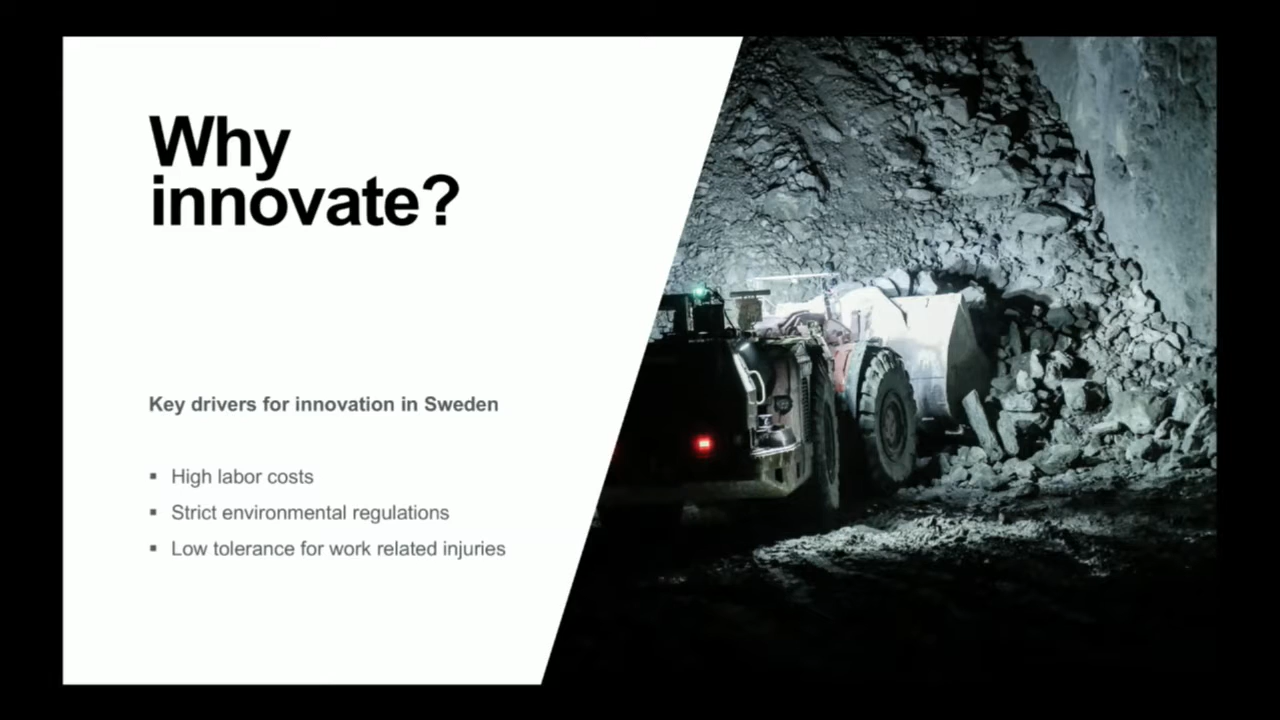 Why
innovate?
Key drivers for innovation in Sweden
▪ High labor costs
▪ Strict environmental regulations
▪ Low tolerance for work related injuries